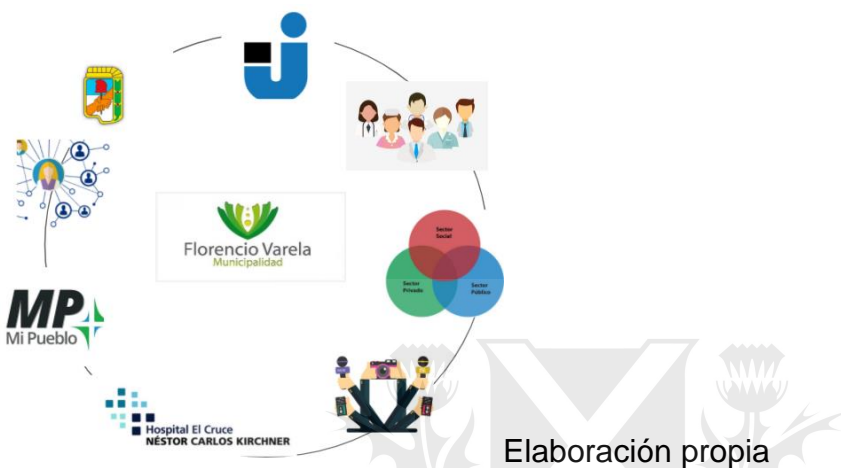 Sector
Social
Florencio Varela
Municipalidad
Sector
Privado
Sector
Público
MP
Mi Pueblo
Hospital El Cruce
NÉSTOR CARLOS KIRCHNER
Elaboración propia